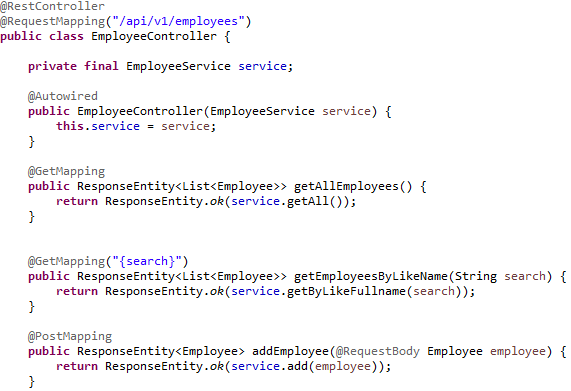 @RestController
@RequestMapping("/api/v1/employees")
public class EmployeeController {
private final EmployeeService service;
@Autowired
public EmployeeController(EmployeeService service) {
this.service = service;
}
@GetMapping
public ResponseEntity<List<Employee>> getAllEmployees() {
return ResponseEntity.ok(service.getAll());
}
@GetMapping("{search}")
public ResponseEntity<List<Employee>> getEmployeesByLikeName(String search) {
return ResponseEntity.ok(service.getByLikeFullname(search));
}
@PostMapping
public ResponseEntity<Employee> addEmployee(@RequestBody Employee employee) {
return ResponseEntity.ok(service.add(employee));
}